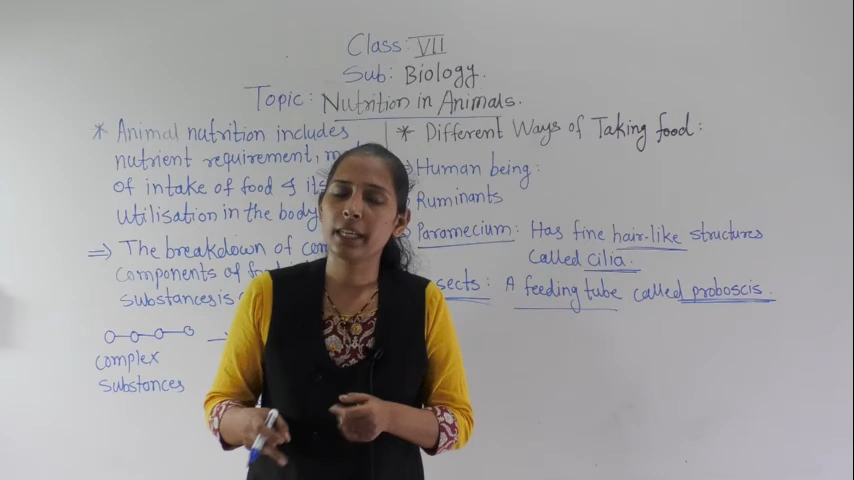 Class: VII
Sub: Biology.
Topic: Nutrition in Animals.
* Animal nutrition includes
nutrient requirement,
of intake of food & its
utilisation in the body
⇒ The breakdown of
components of
substances is
complex
substances
* Different Ways of Taking food:
Human being:
Ruminants
Paramecium: Has fine hair-like structures
called cilia.
A feeding tube called proboscis.